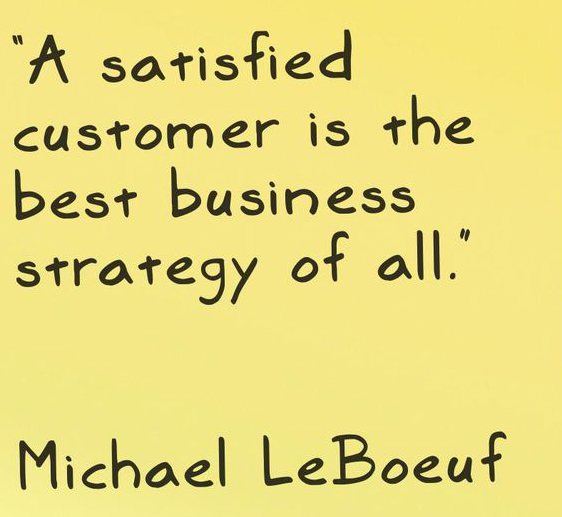 "A satisfied
customer is the
best business
strategy of all."
Michael LeBoeuf